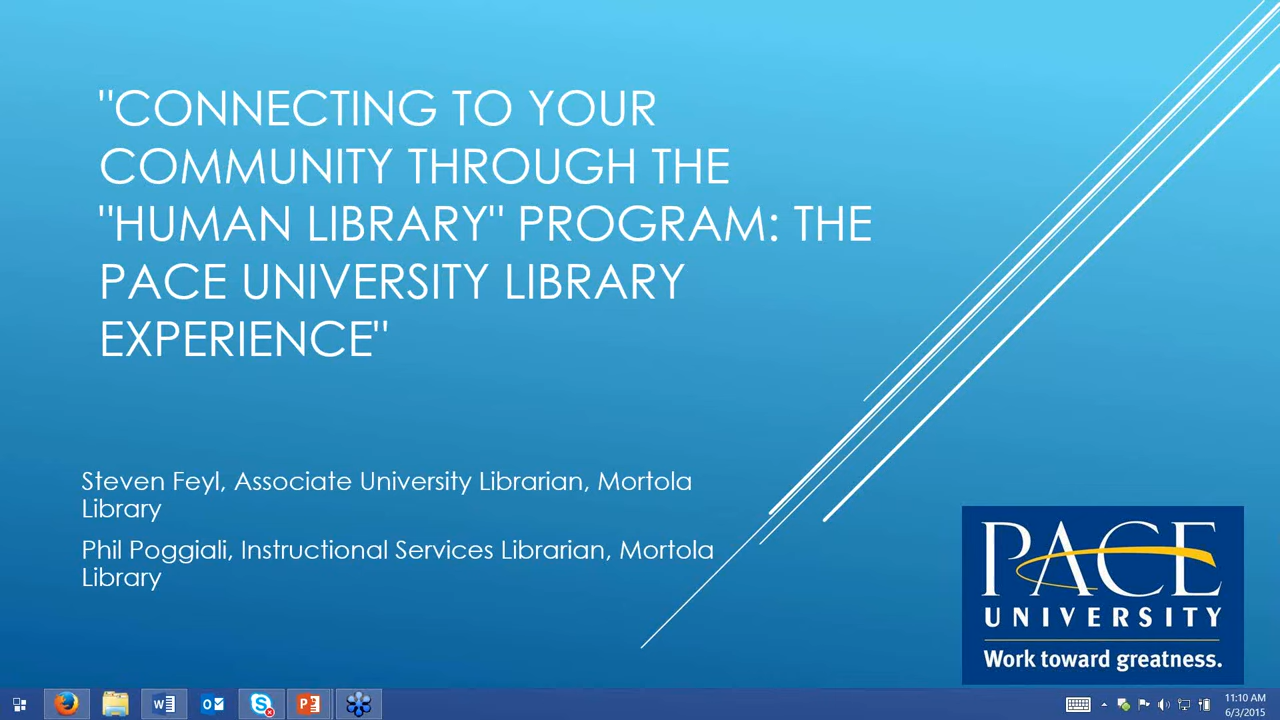 "CONNECTING TO YOUR
COMMUNITY THROUGH THE
"HUMAN LIBRARY" PROGRAM: THE
PACE UNIVERSITY LIBRARY
EXPERIENCE"
Steven Feyl, Associate University Librarian, Mortola
Library
Phil Poggiali, Instructional Services Librarian, Mortola
Library
PACE
UNIVERSITY
Work toward greatness.
11:10 AM
6/3/2015